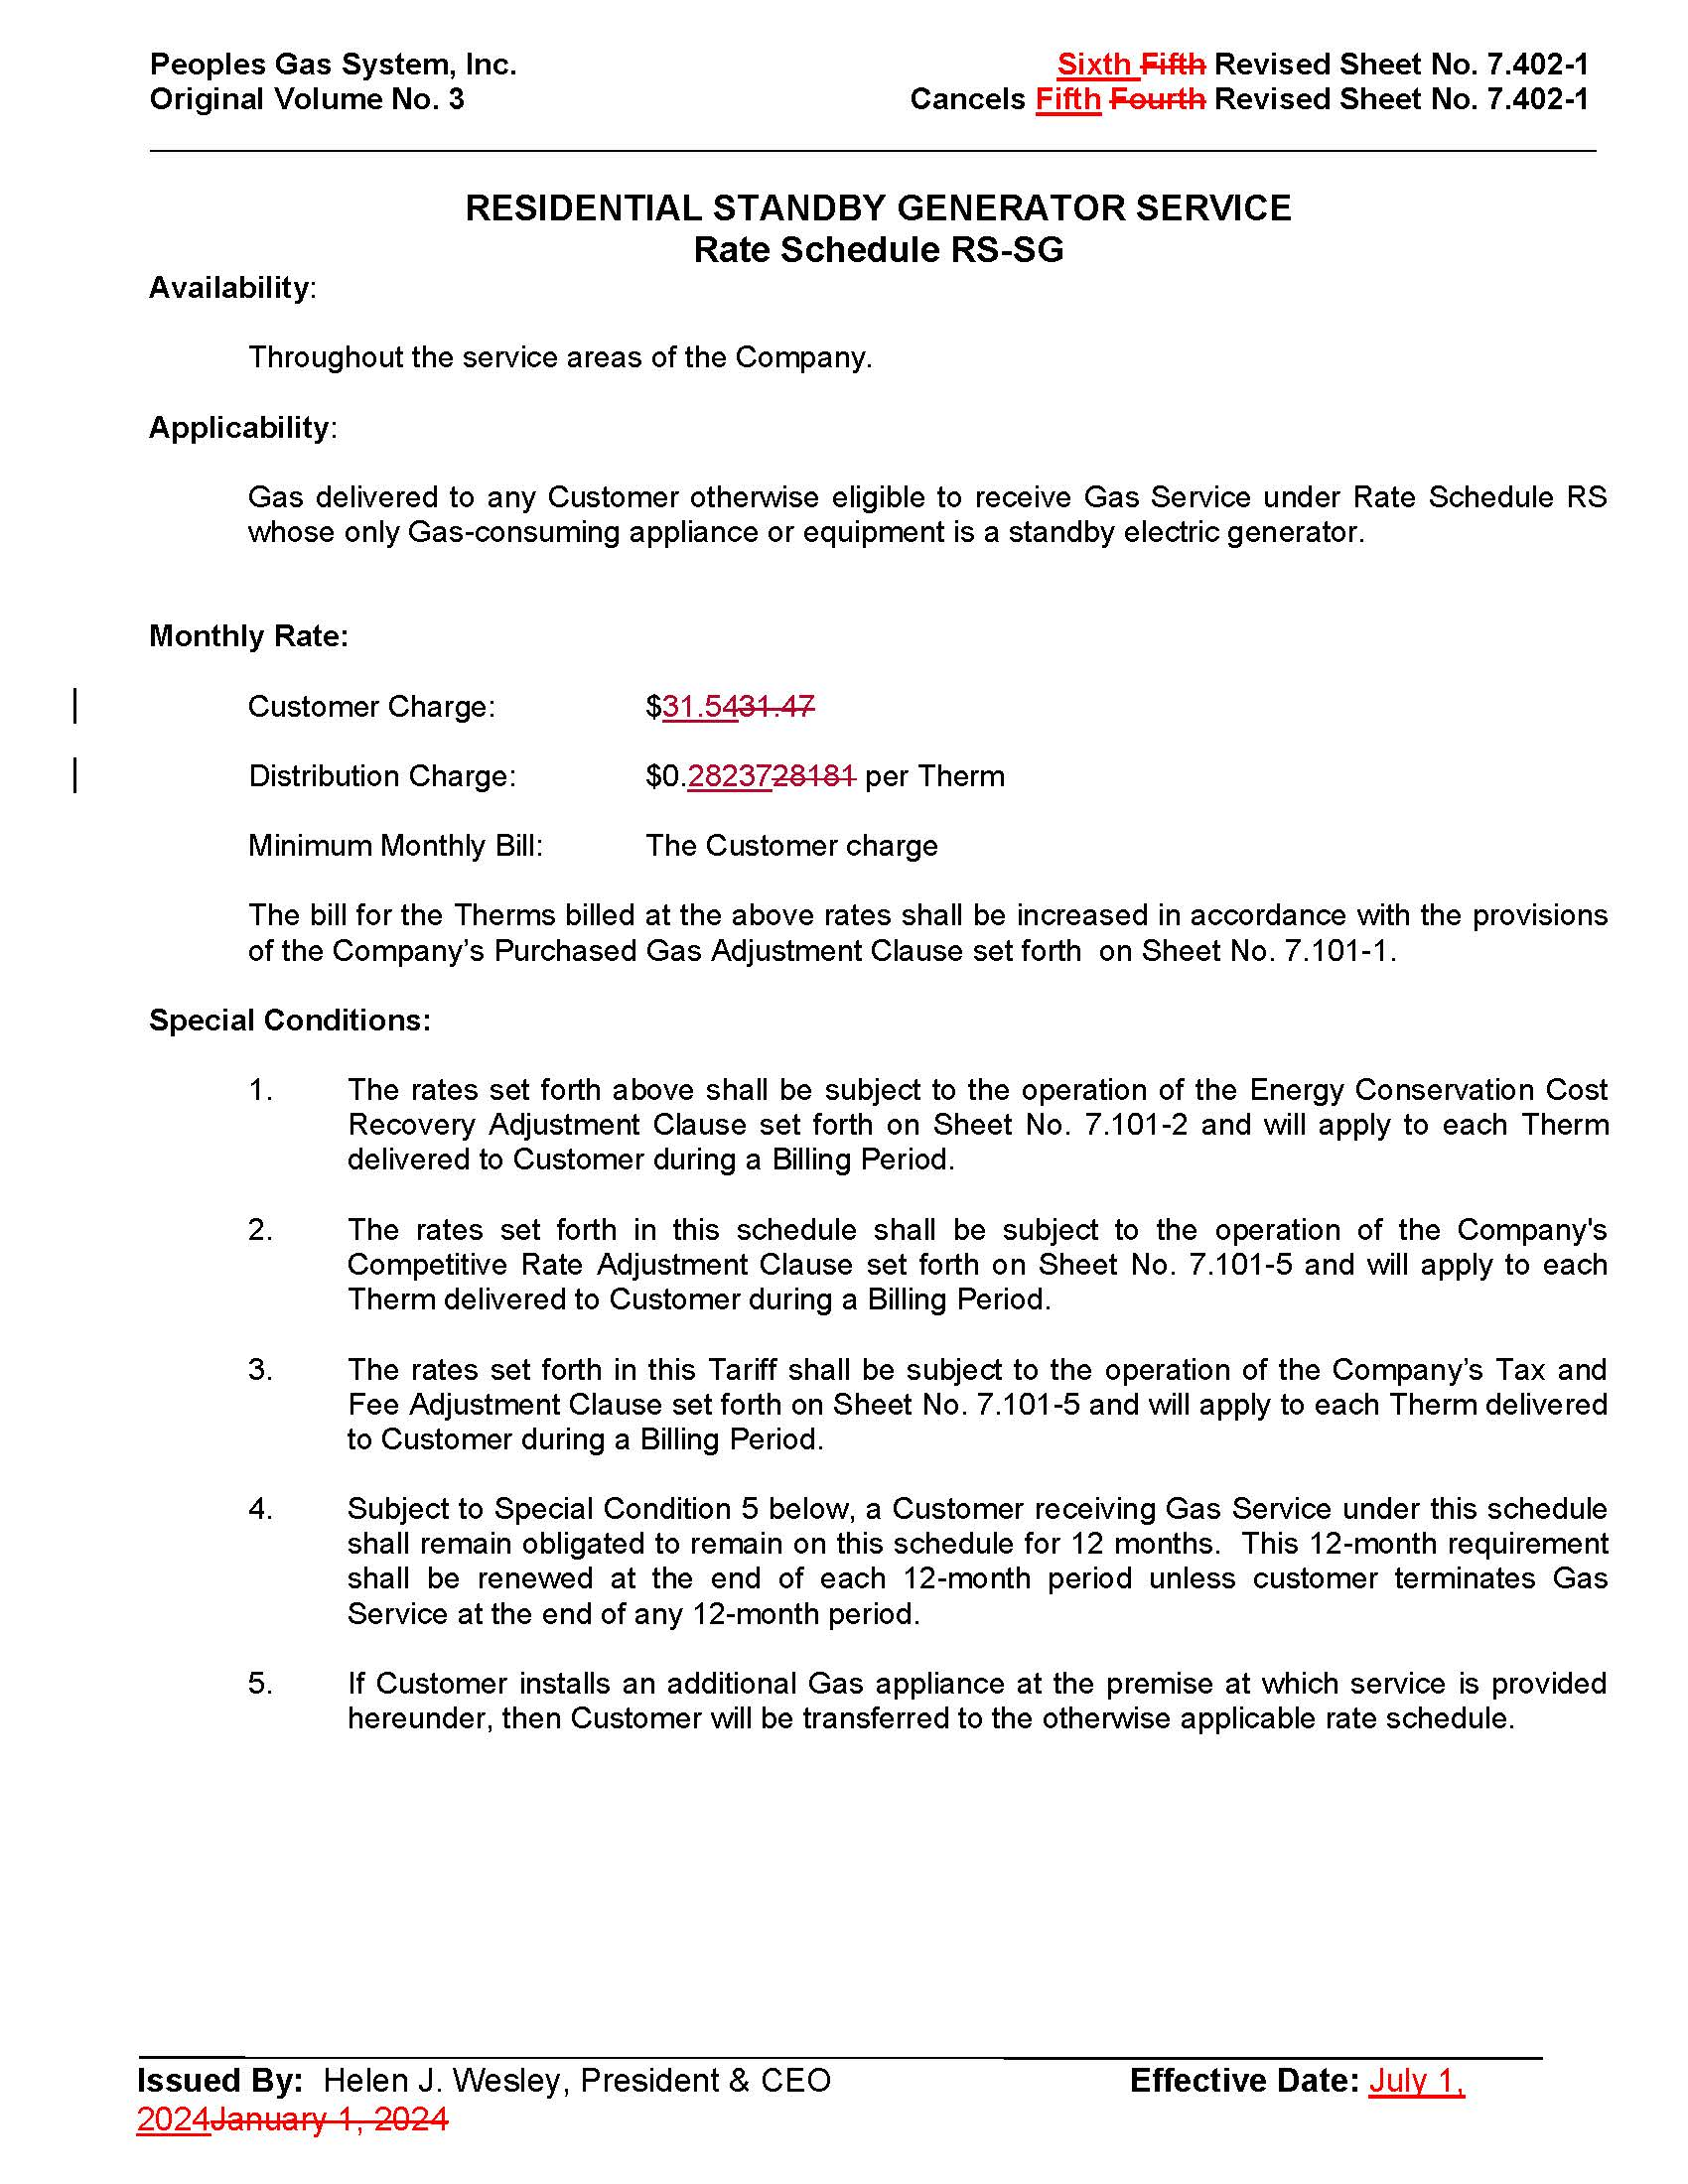 Peoples Gas System, Inc. Sixth Fifth Revised Sheet No. 7.402-1
Original Volume No. 3 Cancels Fifth Fourth Revised Sheet No. 7.402-1
RESIDENTIAL STANDBY GENERATOR SERVICE
Rate Schedule RS-SG
Availability:
Throughout the service areas of the Company.
Applicability:
Gas delivered to any Customer otherwise eligible to receive Gas Service under Rate Schedule RS
whose only Gas-consuming appliance or equipment is a standby electric generator.
Monthly Rate:
Customer Charge: $31.5431.47
Distribution Charge: $0.2823728181 per Therm
Minimum Monthly Bill: The Customer charge
The bill for the Therms billed at the above rates shall be increased in accordance with the provisions
of the Company’s Purchased Gas Adjustment Clause set forth  on Sheet No. 7.101-1.
Special Conditions:
1. The rates set forth above shall be subject to the operation of the Energy Conservation Cost
Recovery Adjustment Clause set forth on Sheet No. 7.101-2 and will apply to each Therm
delivered to Customer during a Billing Period.
2. The rates set forth in this schedule shall be subject to the operation of the Company's
Competitive Rate Adjustment Clause set forth on Sheet No. 7.101-5 and will apply to each
Therm delivered to Customer during a Billing Period.
3. The rates set forth in this Tariff shall be subject to the operation of the Company’s Tax and
Fee Adjustment Clause set forth on Sheet No. 7.101-5 and will apply to each Therm delivered
to Customer during a Billing Period.
4. Subject to Special Condition 5 below, a Customer receiving Gas Service under this schedule
shall remain obligated to remain on this schedule for 12 months.  This 12-month requirement
shall be renewed at the end of each 12-month period unless customer terminates Gas
Service at the end of any 12-month period.
5. If Customer installs an additional Gas appliance at the premise at which service is provided
hereunder, then Customer will be transferred to the otherwise applicable rate schedule.
Issued By:  Helen J. Wesley, President & CEO Effective Date: July 1,
2024January 1, 2024